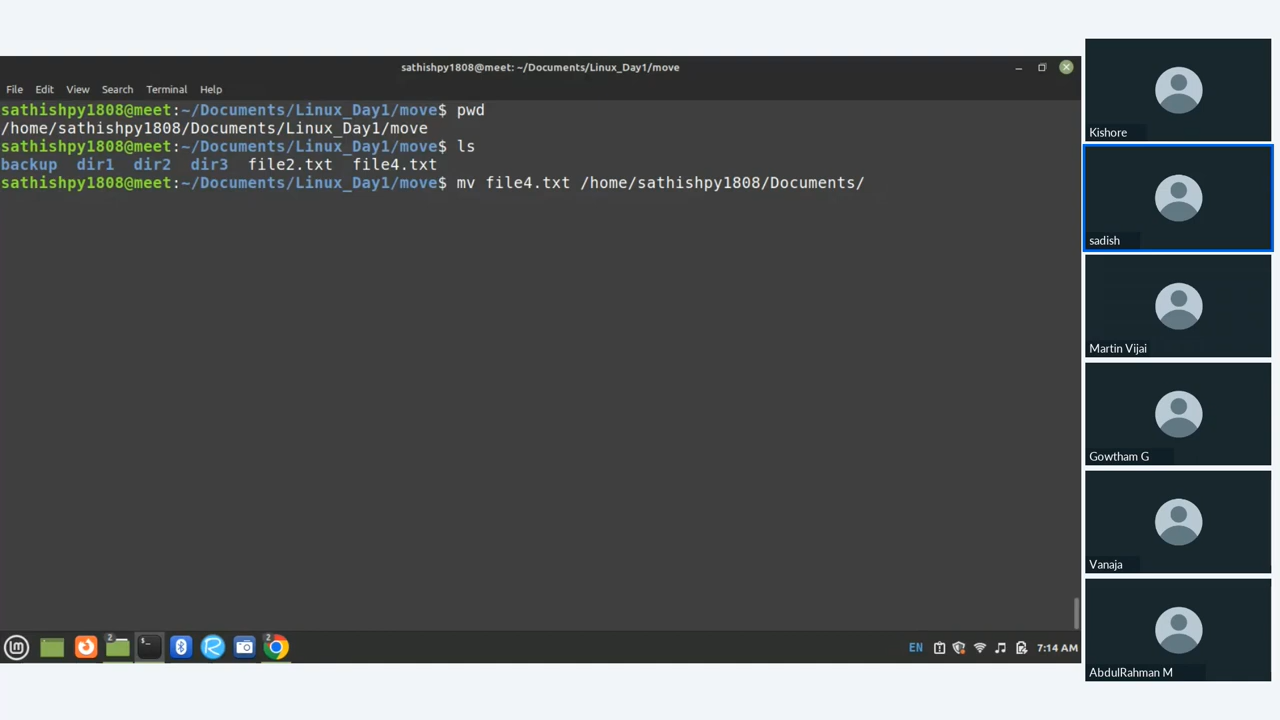 sathishpy1808@meet: ~/Documents/Linux_Day1/move
File Edit View Search Terminal Help
sathishpy1808@meet:~/Documents/Linux_Day1/move$ pwd
/home/sathishpy1808/Documents/Linux_Day1/move
sathishpy1808@meet:~/Documents/Linux_Day1/move$ ls
backup dir1 dir2 dir3 file2.txt file4.txt
sathishpy1808@meet:~/Documents/Linux_Day1/move$ mv file4.txt /home/sathishpy1808/Documents/
2
2
EN
7:14 AM
Kishore
sadish
Martin Vijai
Gowtham G
Vanaja
AbdulRahman M